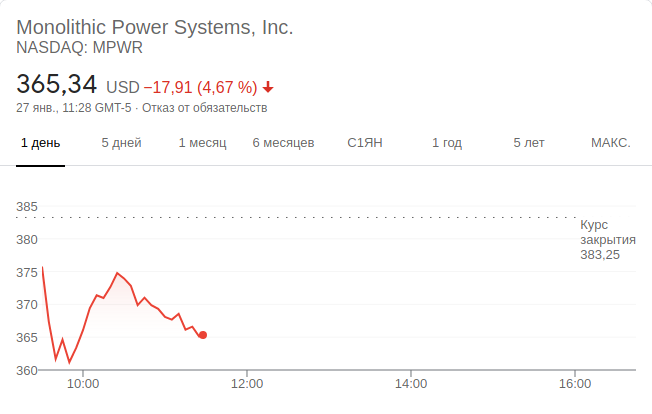 Monolithic Power Systems, Inc.
NASDAQ: MPWR
365,34 USD −17,91 (4,67 %)
27 янв., 11:28 GMT-5 · Отказ от обязательств
1 день 5 дней 1 месяц 6 месяцев С1ЯН 1 год 5 лет МАКС.
385
Курс
закрытия
383,25
380
375
370
365
360
10:00 12:00 14:00 16:00